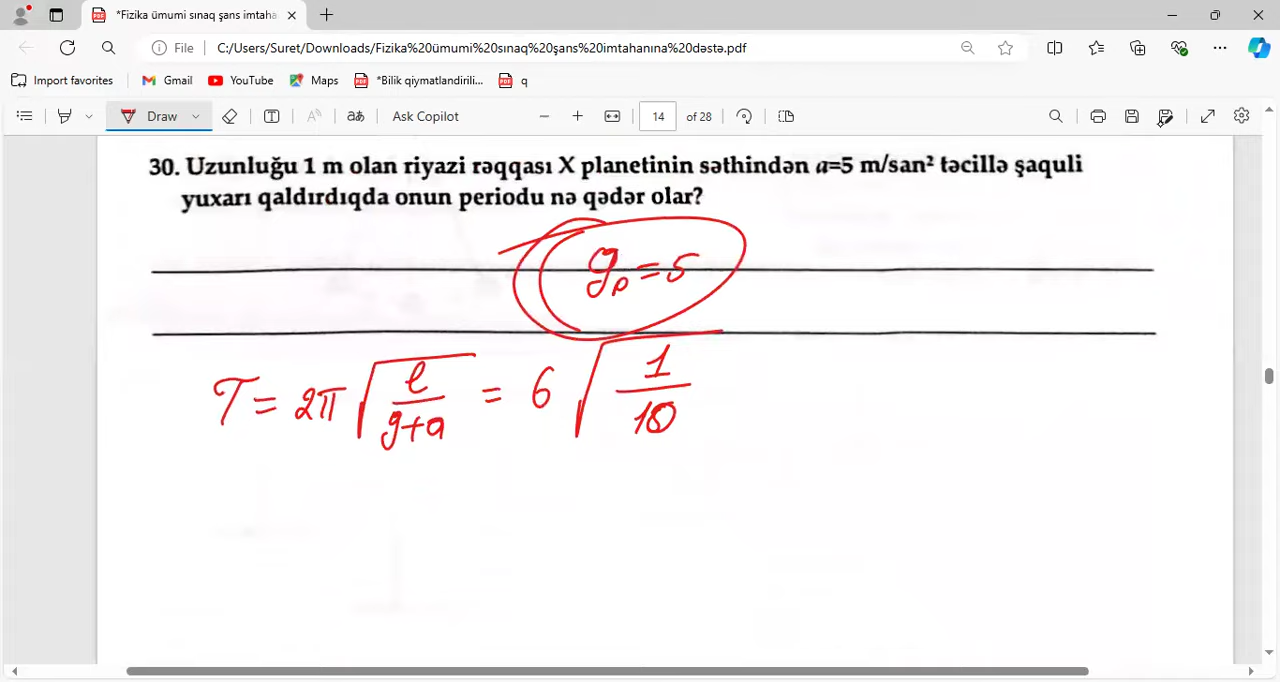 *Fizika ümumi sınaq şans imtaha
File C:/Users/Suret/Downloads/Fizika%20ümumi%20sınaq%20şans%20imtahanına%20dəstə.pdf
Import favorites Gmail YouTube Maps *Bilik qiymatlandirili... q
Draw aあ Ask Copilot 14 of 28
30. Uzunluğu 1 m olan riyazi rəqqası X planetinin səthindən a=5 m/san² təcillə şaquli
yuxarı qaldırdıqda onun periodu nə qədər olar?
gp=5
T = 2π√(l/(g+a)) = 6√(1/10)